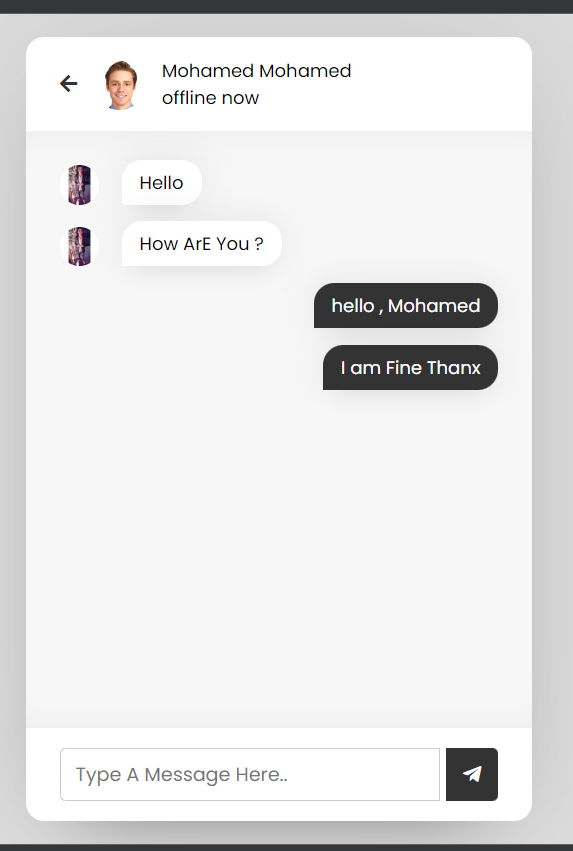 Mohamed Mohamed
offline now
Hello
How ArE You ?
hello , Mohamed
I am Fine Thanx
Type A Message Here..